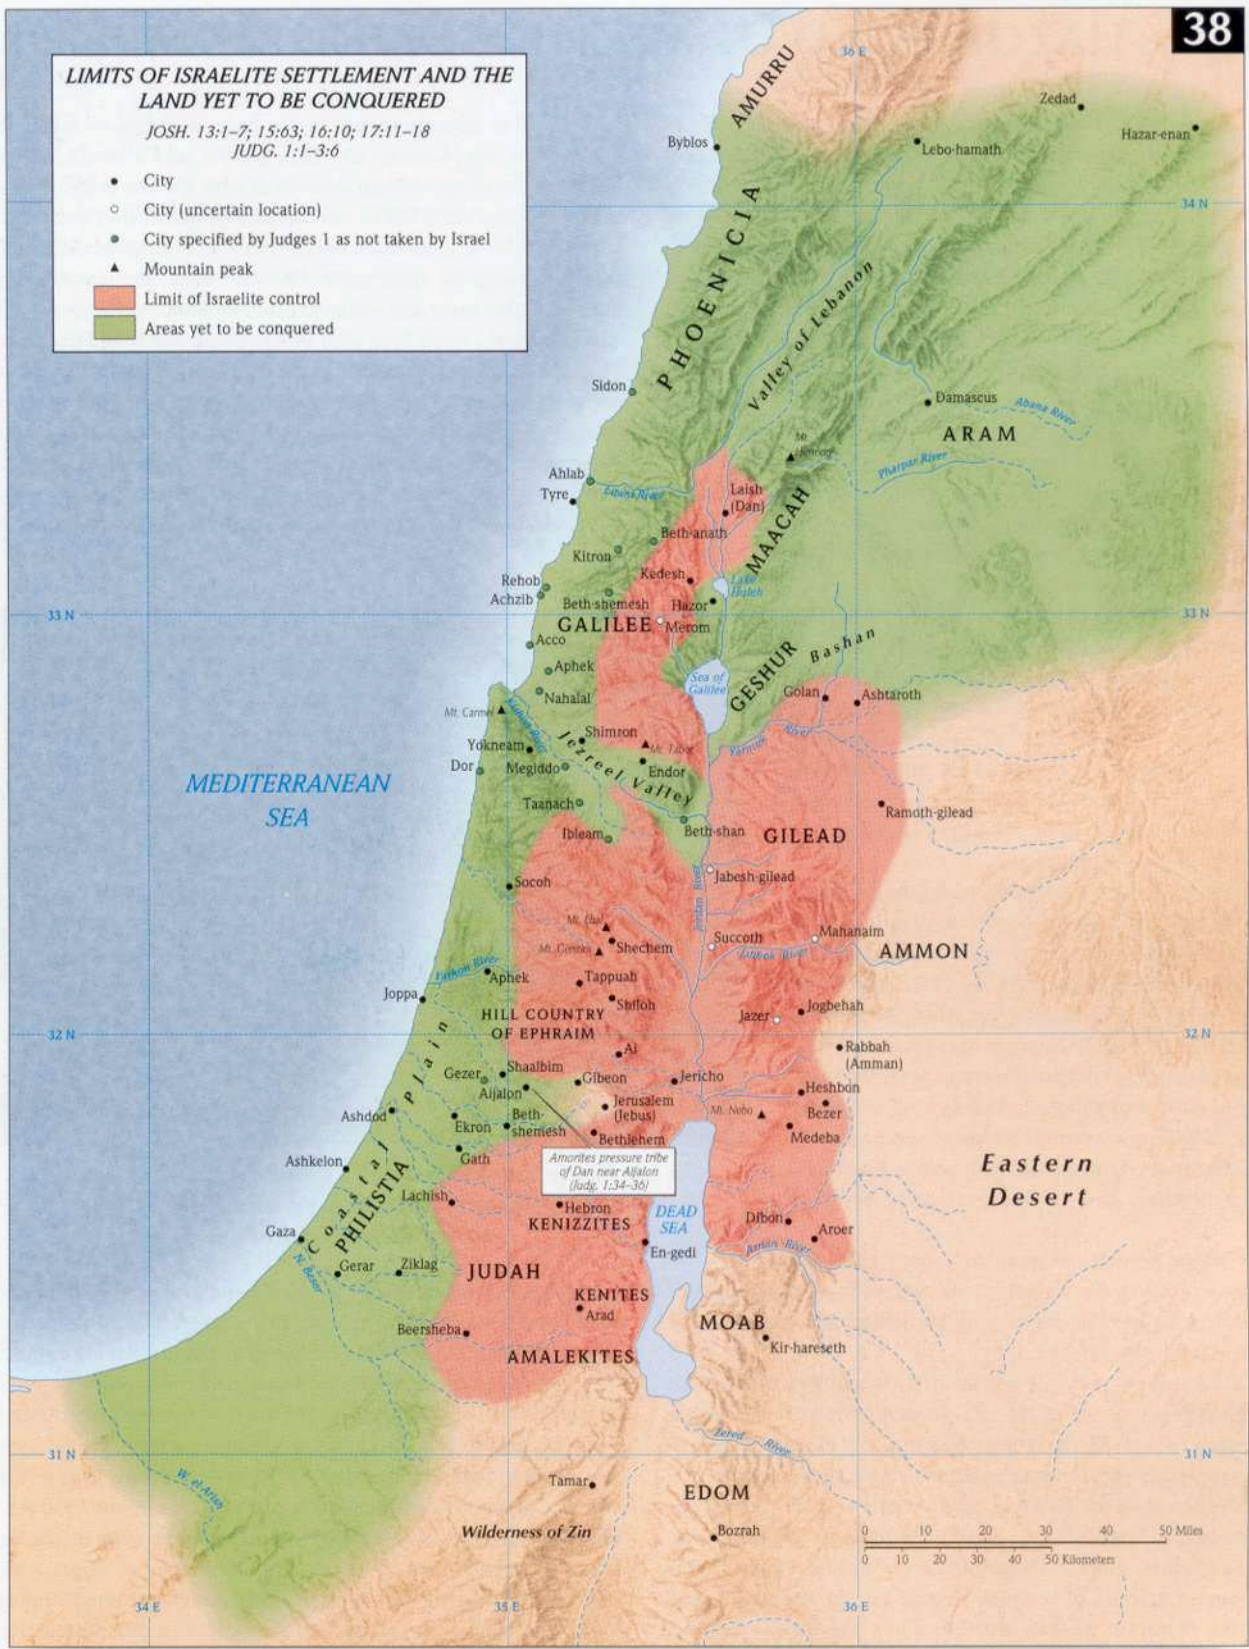 38
LIMITS OF ISRAELITE SETTLEMENT AND THE
LAND YET TO BE CONQUERED
JOSH. 13:1–7; 15:63; 16:10; 17:11–18
JUDG. 1:1–3:6
City
City (uncertain location)
City specified by Judges 1 as not taken by Israel
Mountain peak
Limit of Israelite control
Areas yet to be conquered
36 E
AMURRU
Zedad
Hazar-enan
Byblos
Lebo-hamath
34 N
PHOENICIA
Valley of Lebanon
Sidon
Damascus
Abana River
ARAM
Mt. Hermon
Pharpar River
Ahlab
Tyre
Litani River
Laish
(Dan)
MAACAH
Beth-anath
Kitron
Kedesh
Lake
Huleh
Rehob
Achzib
Beth-shemesh
Hazor
33 N
33 N
GALILEE
Merom
Acco
Bashan
Aphek
Sea of
Galilee
GESHUR
Golan
Ashtaroth
Nahalal
Mt. Carmel
Kishon River
Shimron
Mt. Tabor
Yarmuk River
Yokneam
Jezreel Valley
Dor
Megiddo
Endor
MEDITERRANEAN
SEA
Taanach
Ramoth-gilead
Ibleam
Beth-shan
GILEAD
Jabesh-gilead
Socoh
Jordan River
Mt. Ebal
Mt. Gerizim
Shechem
Succoth
Mahanaim
Jabbok River
AMMON
Yarkon River
Aphek
Tappuah
Joppa
Shiloh
Jogbehah
HILL COUNTRY
OF EPHRAIM
Jazer
32 N
32 N
Ai
Rabbah
(Amman)
Gezer
Shaalbim
Gibeon
Jericho
Aijalon
Heshbon
Jerusalem
(Jebus)
Mt. Nebo
Bezer
Ashdod
Ekron
Beth-
shemesh
Bethlehem
Medeba
Coastal Plain
Gath
Amorites pressure tribe
of Dan near Aijalon
(Judg. 1:34–36)
Ashkelon
Eastern
Desert
PHILISTIA
Lachish
Hebron
KENIZZITES
DEAD
SEA
Dibon
Aroer
Gaza
En-gedi
Arnon River
N. Besor
Gerar
Ziklag
JUDAH
KENITES
Arad
MOAB
Beersheba
Kir-hareseth
AMALEKITES
Zered River
31 N
31 N
W. el-Arish
Tamar
EDOM
Wilderness of Zin
Bozrah
0 10 20 30 40 50 Miles
0 10 20 30 40 50 Kilometers
34 E
35 E
36 E